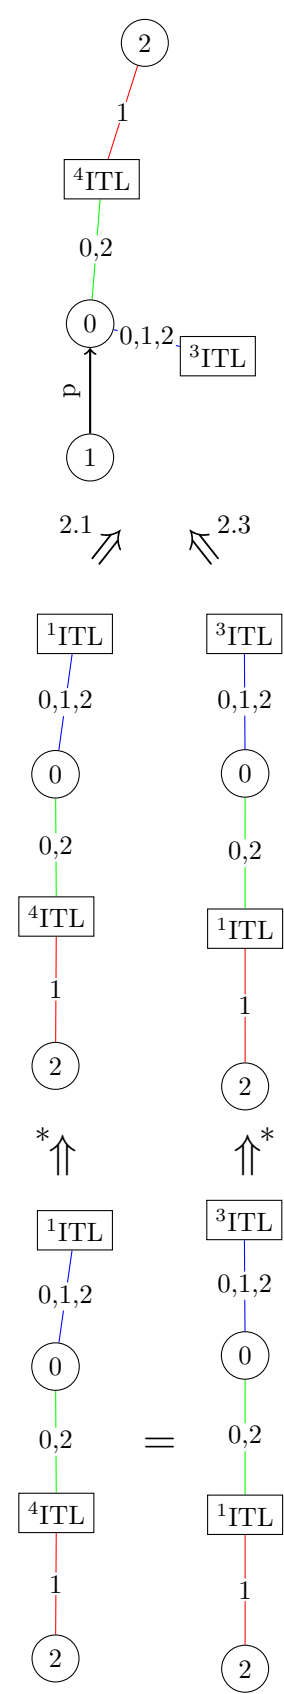 2
1
⁴ITL
0,2
0
0,1,2
³ITL
p
1
2.1
2.3
¹ITL
³ITL
0,1,2
0,1,2
0
0
0,2
0,2
⁴ITL
¹ITL
1
1
2
2
*
*
¹ITL
³ITL
0,1,2
0,1,2
0
0
0,2
0,2
=
⁴ITL
¹ITL
1
1
2
2